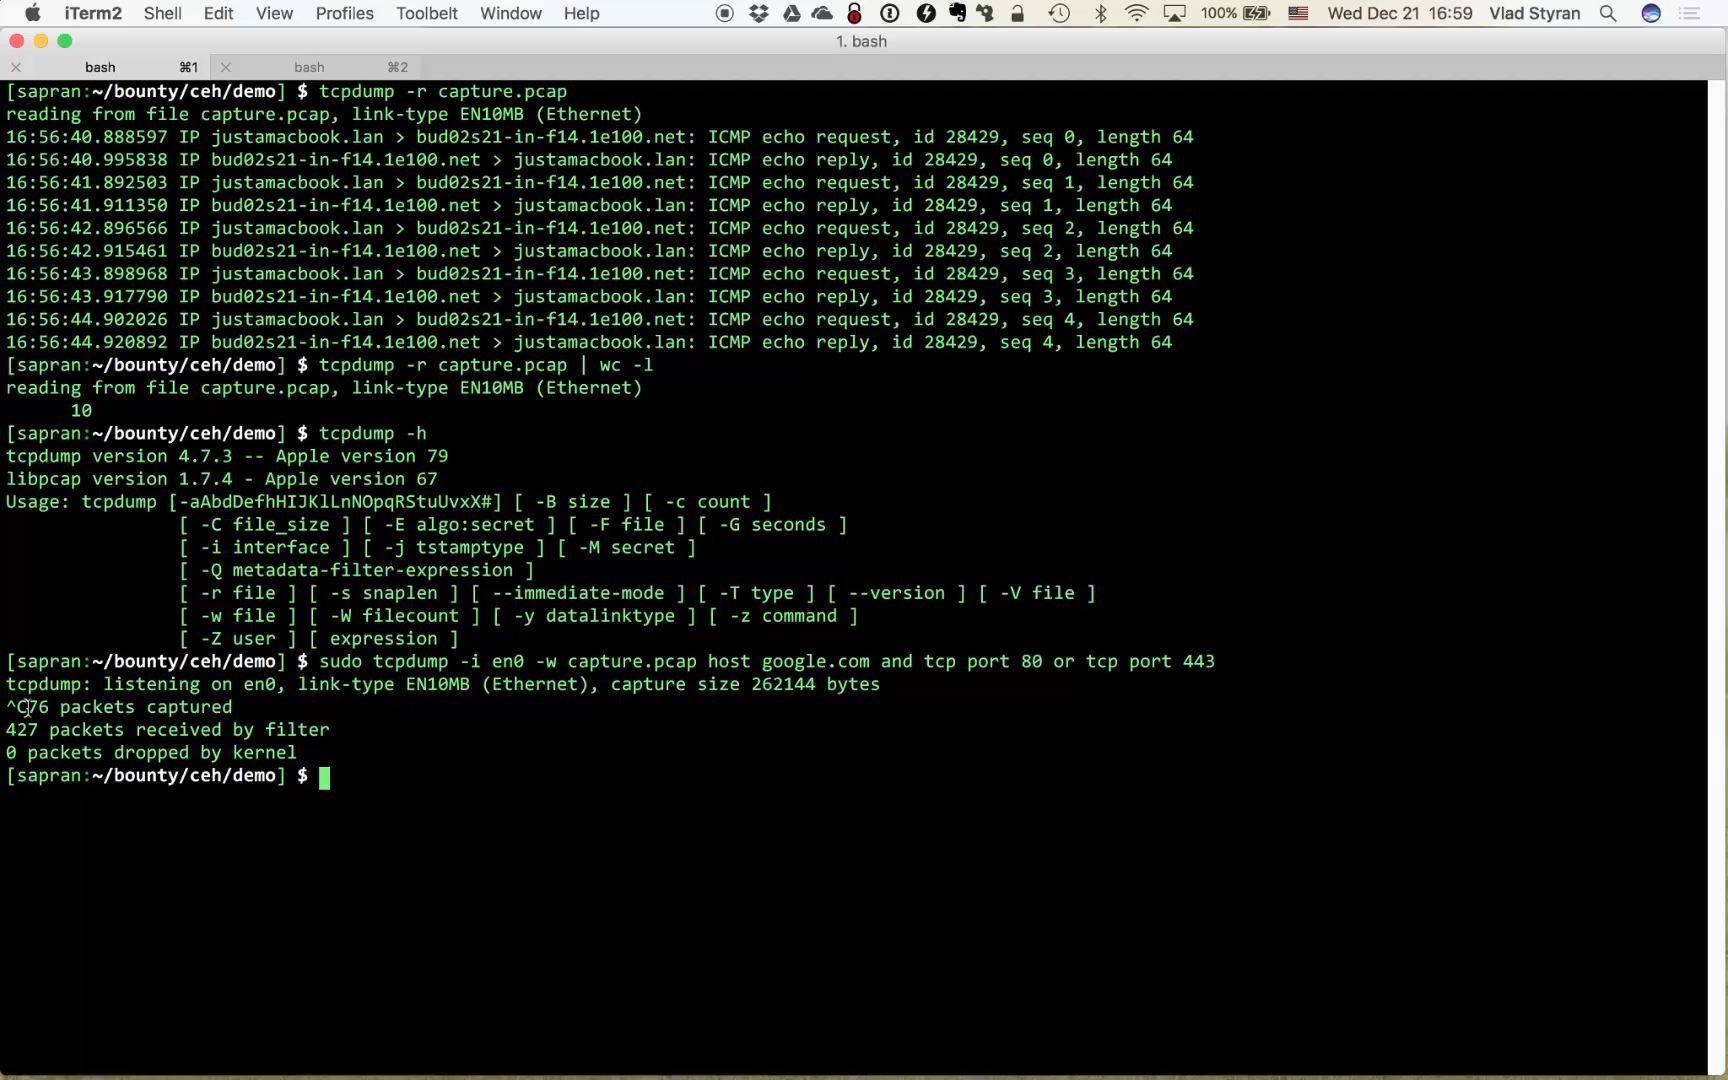 iTerm2 Shell Edit View Profiles Toolbelt Window Help 100% Wed Dec 21 16:59 Vlad Styran
1. bash
bash ⌘1 bash ⌘2
[sapran:~/bounty/ceh/demo] $ tcpdump -r capture.pcap
reading from file capture.pcap, link-type EN10MB (Ethernet)
16:56:40.888597 IP justamacbook.lan > bud02s21-in-f14.1e100.net: ICMP echo request, id 28429, seq 0, length 64
16:56:40.995838 IP bud02s21-in-f14.1e100.net > justamacbook.lan: ICMP echo reply, id 28429, seq 0, length 64
16:56:41.892503 IP justamacbook.lan > bud02s21-in-f14.1e100.net: ICMP echo request, id 28429, seq 1, length 64
16:56:41.911350 IP bud02s21-in-f14.1e100.net > justamacbook.lan: ICMP echo reply, id 28429, seq 1, length 64
16:56:42.896566 IP justamacbook.lan > bud02s21-in-f14.1e100.net: ICMP echo request, id 28429, seq 2, length 64
16:56:42.915461 IP bud02s21-in-f14.1e100.net > justamacbook.lan: ICMP echo reply, id 28429, seq 2, length 64
16:56:43.898968 IP justamacbook.lan > bud02s21-in-f14.1e100.net: ICMP echo request, id 28429, seq 3, length 64
16:56:43.917790 IP bud02s21-in-f14.1e100.net > justamacbook.lan: ICMP echo reply, id 28429, seq 3, length 64
16:56:44.902026 IP justamacbook.lan > bud02s21-in-f14.1e100.net: ICMP echo request, id 28429, seq 4, length 64
16:56:44.920892 IP bud02s21-in-f14.1e100.net > justamacbook.lan: ICMP echo reply, id 28429, seq 4, length 64
[sapran:~/bounty/ceh/demo] $ tcpdump -r capture.pcap | wc -l
reading from file capture.pcap, link-type EN10MB (Ethernet)
10
[sapran:~/bounty/ceh/demo] $ tcpdump -h
tcpdump version 4.7.3 -- Apple version 79
libpcap version 1.7.4 - Apple version 67
Usage: tcpdump [-aAbdDefhHIJKlLnNOpqRStuUvxX#] [ -B size ] [ -c count ]
[ -C file_size ] [ -E algo:secret ] [ -F file ] [ -G seconds ]
[ -i interface ] [ -j tstamptype ] [ -M secret ]
[ -Q metadata-filter-expression ]
[ -r file ] [ -s snaplen ] [ --immediate-mode ] [ -T type ] [ --version ] [ -V file ]
[ -w file ] [ -W filecount ] [ -y datalinktype ] [ -z command ]
[ -Z user ] [ expression ]
[sapran:~/bounty/ceh/demo] $ sudo tcpdump -i en0 -w capture.pcap host google.com and tcp port 80 or tcp port 443
tcpdump: listening on en0, link-type EN10MB (Ethernet), capture size 262144 bytes
^C76 packets captured
427 packets received by filter
0 packets dropped by kernel
[sapran:~/bounty/ceh/demo] $